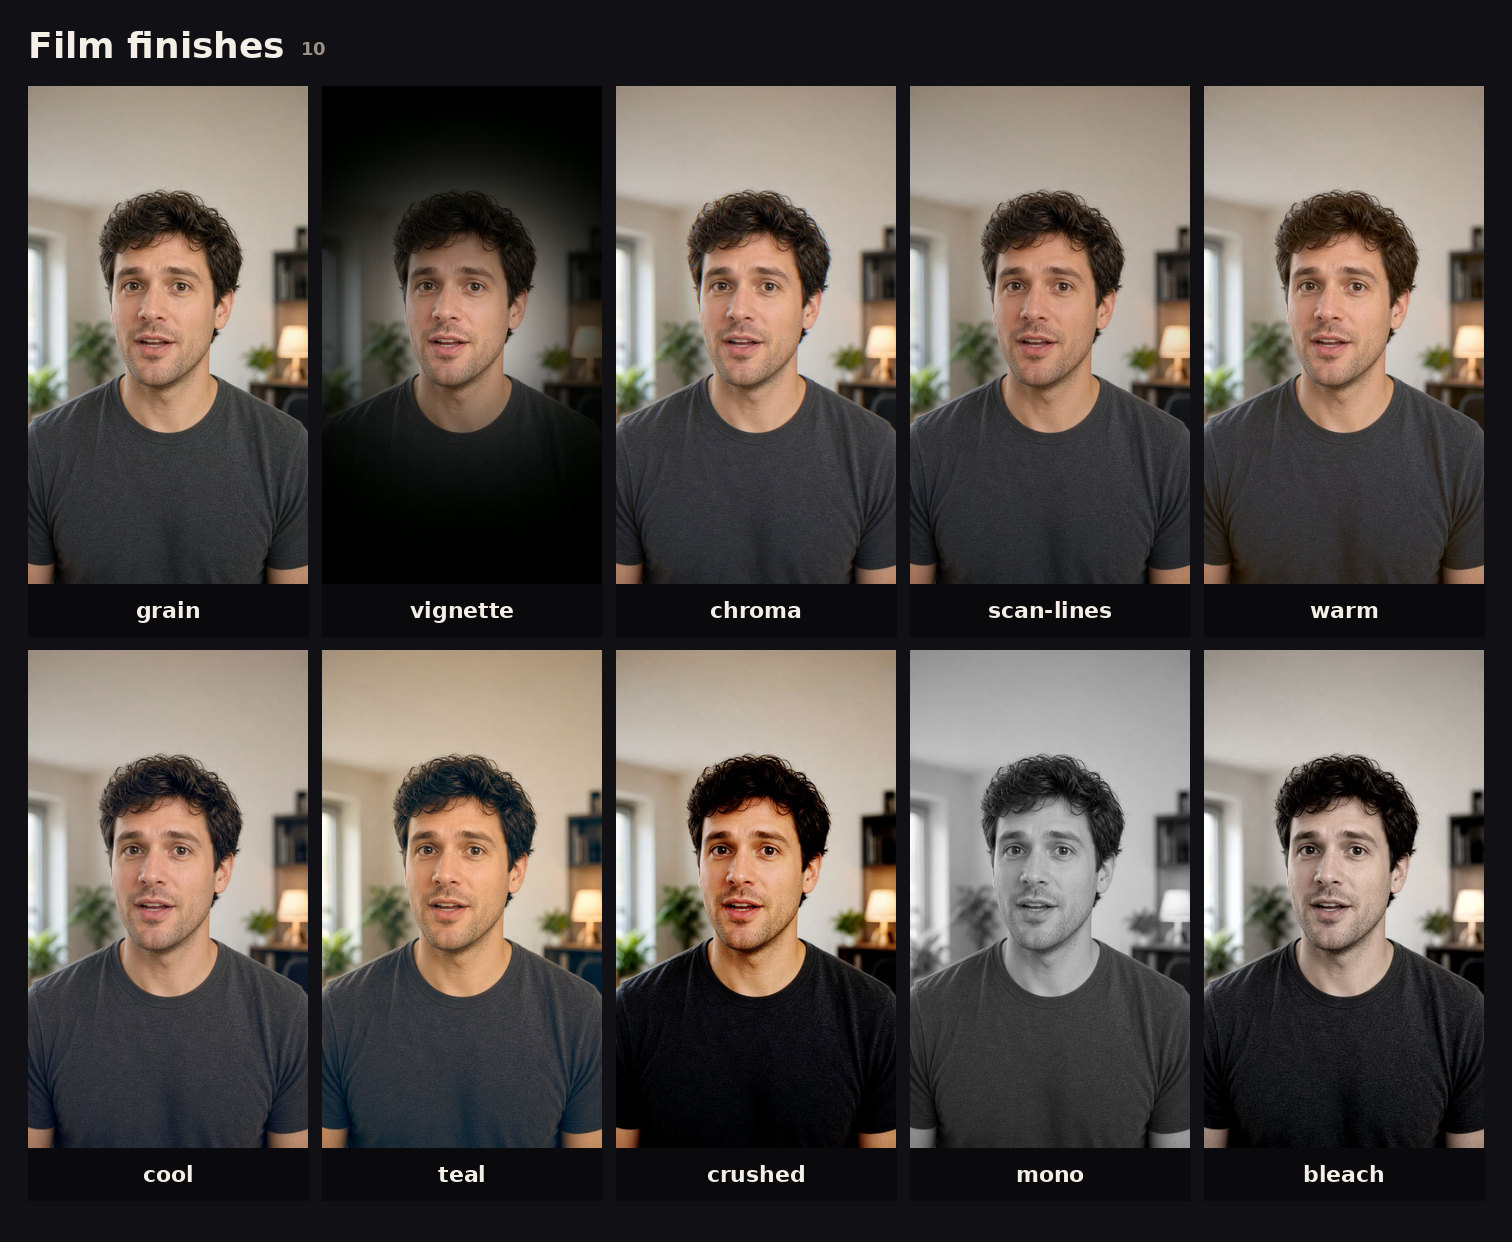 Film finishes 10
grain
vignette
chroma
scan-lines
warm
cool
teal
crushed
mono
bleach